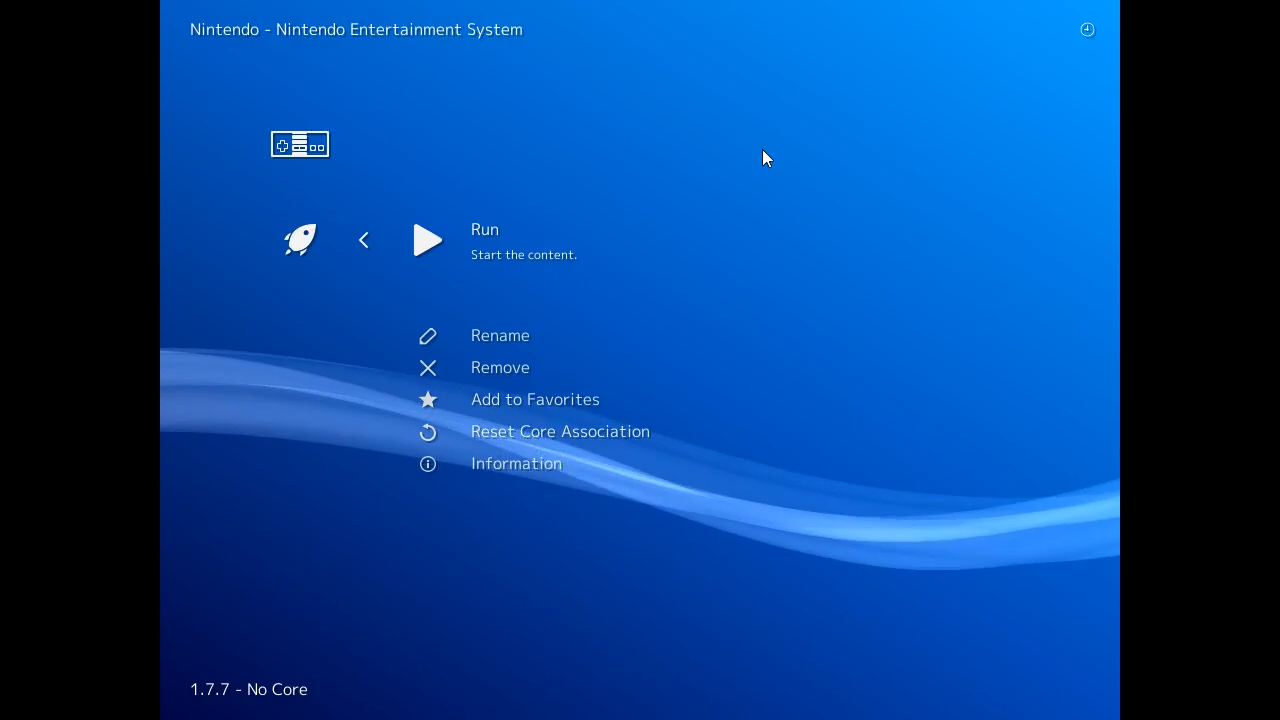 Nintendo - Nintendo Entertainment System
Run
Start the content.
Rename
Remove
Add to Favorites
Reset Core Association
Information
1.7.7 - No Core